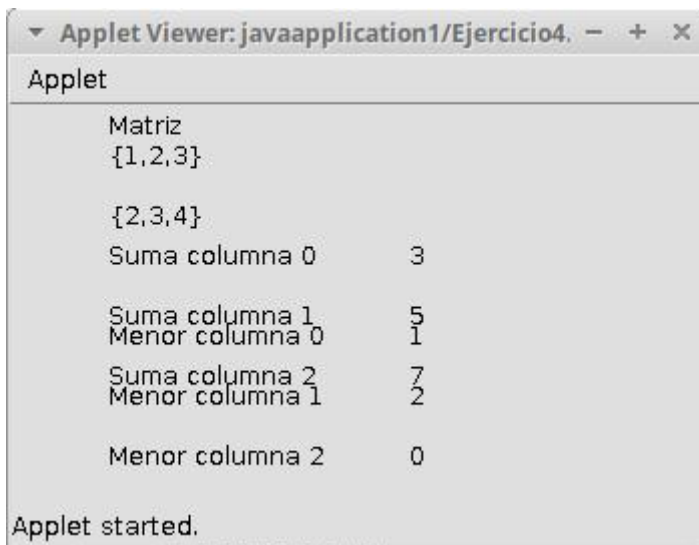 Applet Viewer: javaapplication1/Ejercicio4.
Applet
Matriz
{1,2,3}
{2,3,4}
Suma columna 0 3
Suma columna 1 5
Menor columna 0 1
Suma columna 2 7
Menor columna 1 2
Menor columna 2 0
Applet started.